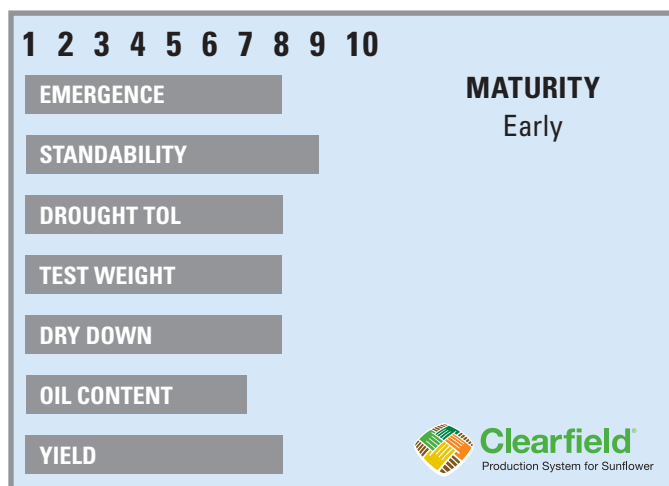 1 2 3 4 5 6 7 8 9 10
EMERGENCE
STANDABILITY
DROUGHT TOL
TEST WEIGHT
DRY DOWN
OIL CONTENT
YIELD
MATURITY
Early
Clearfield®
Production System for Sunflower